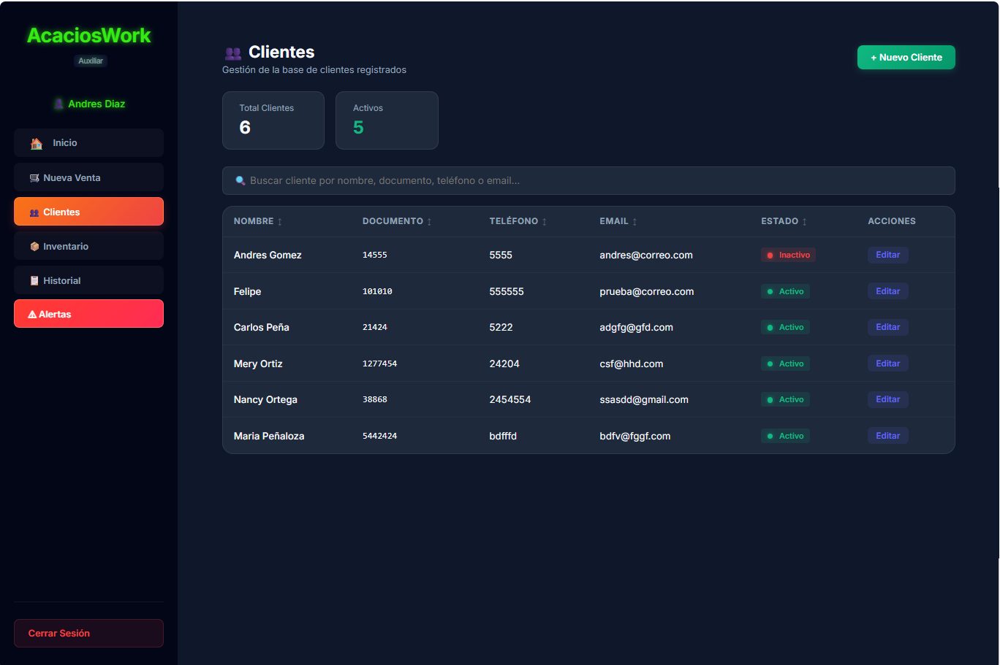 AcaciosWork
Auxiliar
Andres Diaz
Inicio
Nueva Venta
Clientes
Inventario
Historial
Alertas
Cerrar Sesión
Clientes
Gestión de la base de clientes registrados
+ Nuevo Cliente
Total Clientes
6
Activos
5
Buscar cliente por nombre, documento, teléfono o email...
NOMBRE ↕ DOCUMENTO ↕ TELÉFONO ↕ EMAIL ↕ ESTADO ↕ ACCIONES
Andres Gomez 14555 5555 andres@correo.com Inactivo Editar
Felipe 101010 555555 prueba@correo.com Activo Editar
Carlos Peña 21424 5222 adgfg@gfd.com Activo Editar
Mery Ortiz 1277454 24204 csf@hhd.com Activo Editar
Nancy Ortega 38868 2454554 ssasdd@gmail.com Activo Editar
Maria Peñaloza 5442424 bdfffd bdfv@fggf.com Activo Editar